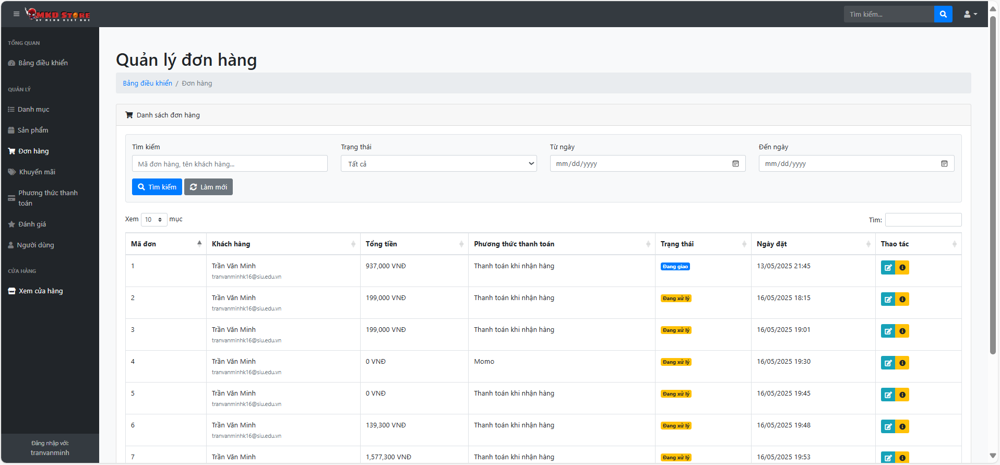 MKD STORE
BY MINH KIET DUC
Tìm kiếm...
TỔNG QUAN
Bảng điều khiển
QUẢN LÝ
Danh mục
Sản phẩm
Đơn hàng
Khuyến mãi
Phương thức thanh
toán
Đánh giá
Người dùng
CỬA HÀNG
Xem cửa hàng
Đăng nhập với:
tranvanminh
Quản lý đơn hàng
Bảng điều khiển / Đơn hàng
Danh sách đơn hàng
Tìm kiếm Trạng thái Từ ngày Đến ngày
Mã đơn hàng, tên khách hàng... Tất cả mm/dd/yyyy mm/dd/yyyy
Tìm kiếm Làm mới
Xem 10 mục Tìm:
Mã đơn Khách hàng Tổng tiền Phương thức thanh toán Trạng thái Ngày đặt Thao tác
1 Trần Văn Minh 937,000 VNĐ Thanh toán khi nhận hàng Đang giao 13/05/2025 21:45
tranvanminhk16@siu.edu.vn
2 Trần Văn Minh 199,000 VNĐ Thanh toán khi nhận hàng Đang xử lý 16/05/2025 18:15
tranvanminhk16@siu.edu.vn
3 Trần Văn Minh 199,000 VNĐ Thanh toán khi nhận hàng Đang xử lý 16/05/2025 19:01
tranvanminhk16@siu.edu.vn
4 Trần Văn Minh 0 VNĐ Momo Đang xử lý 16/05/2025 19:30
tranvanminhk16@siu.edu.vn
5 Trần Văn Minh 0 VNĐ Thanh toán khi nhận hàng Đang xử lý 16/05/2025 19:45
tranvanminhk16@siu.edu.vn
6 Trần Văn Minh 139,300 VNĐ Thanh toán khi nhận hàng Đang xử lý 16/05/2025 19:48
tranvanminhk16@siu.edu.vn
7 Trần Văn Minh 1,577,300 VNĐ Thanh toán khi nhận hàng Đang xử lý 16/05/2025 19:53